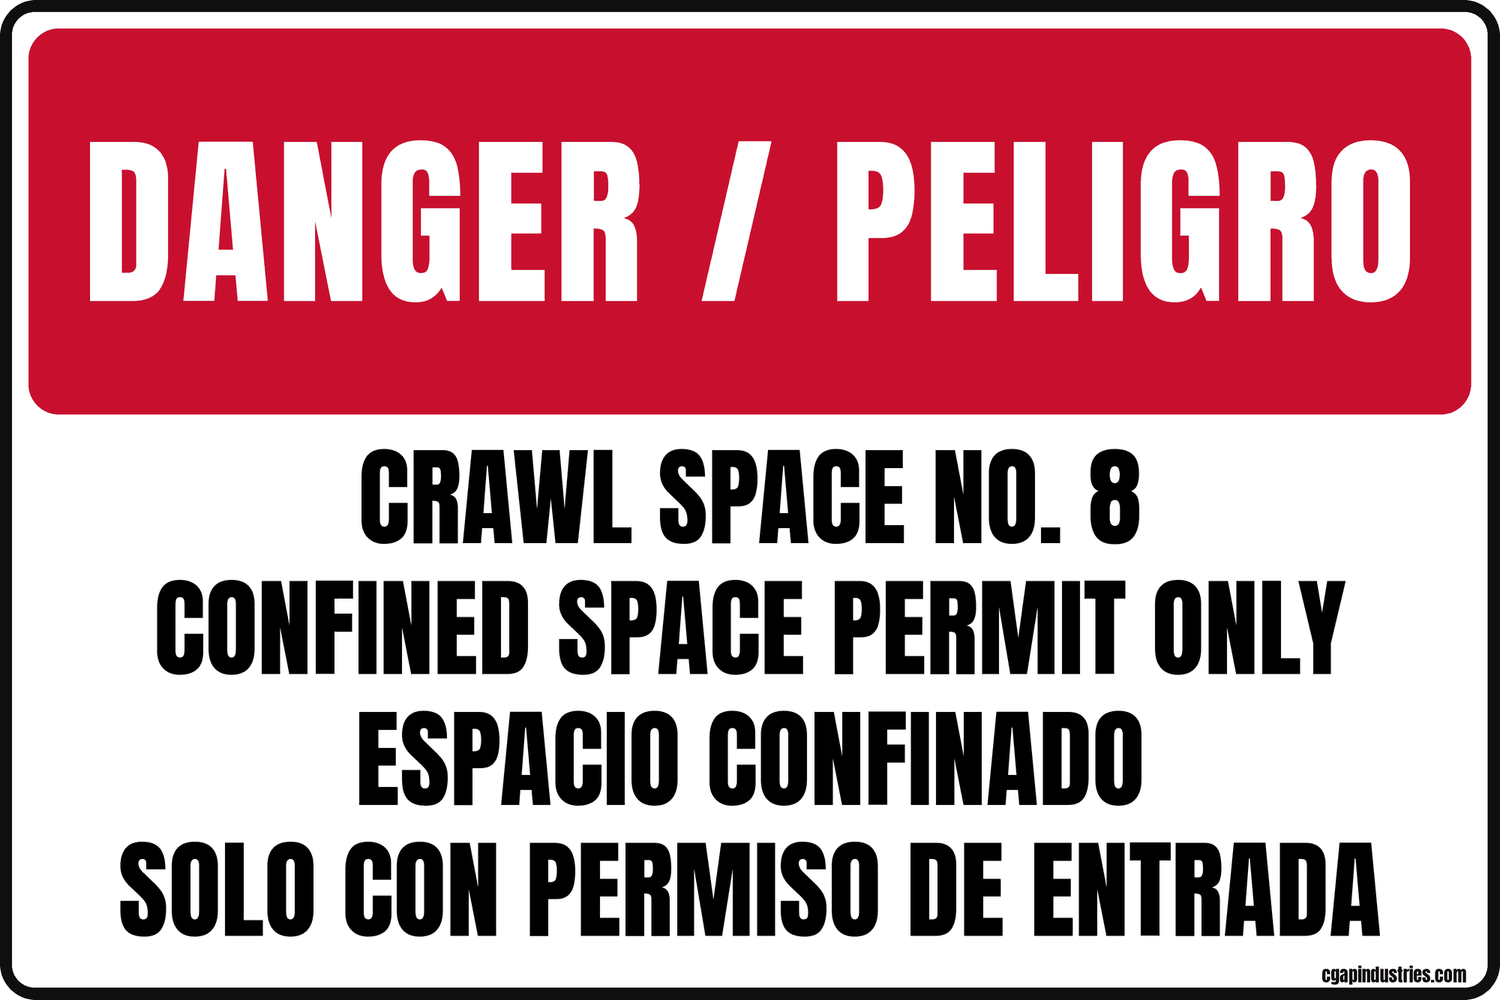 DANGER / PELIGRO
CRAWL SPACE NO. 8
CONFINED SPACE PERMIT ONLY
ESPACIO CONFINADO
SOLO CON PERMISO DE ENTRADA
cgapindustries.com